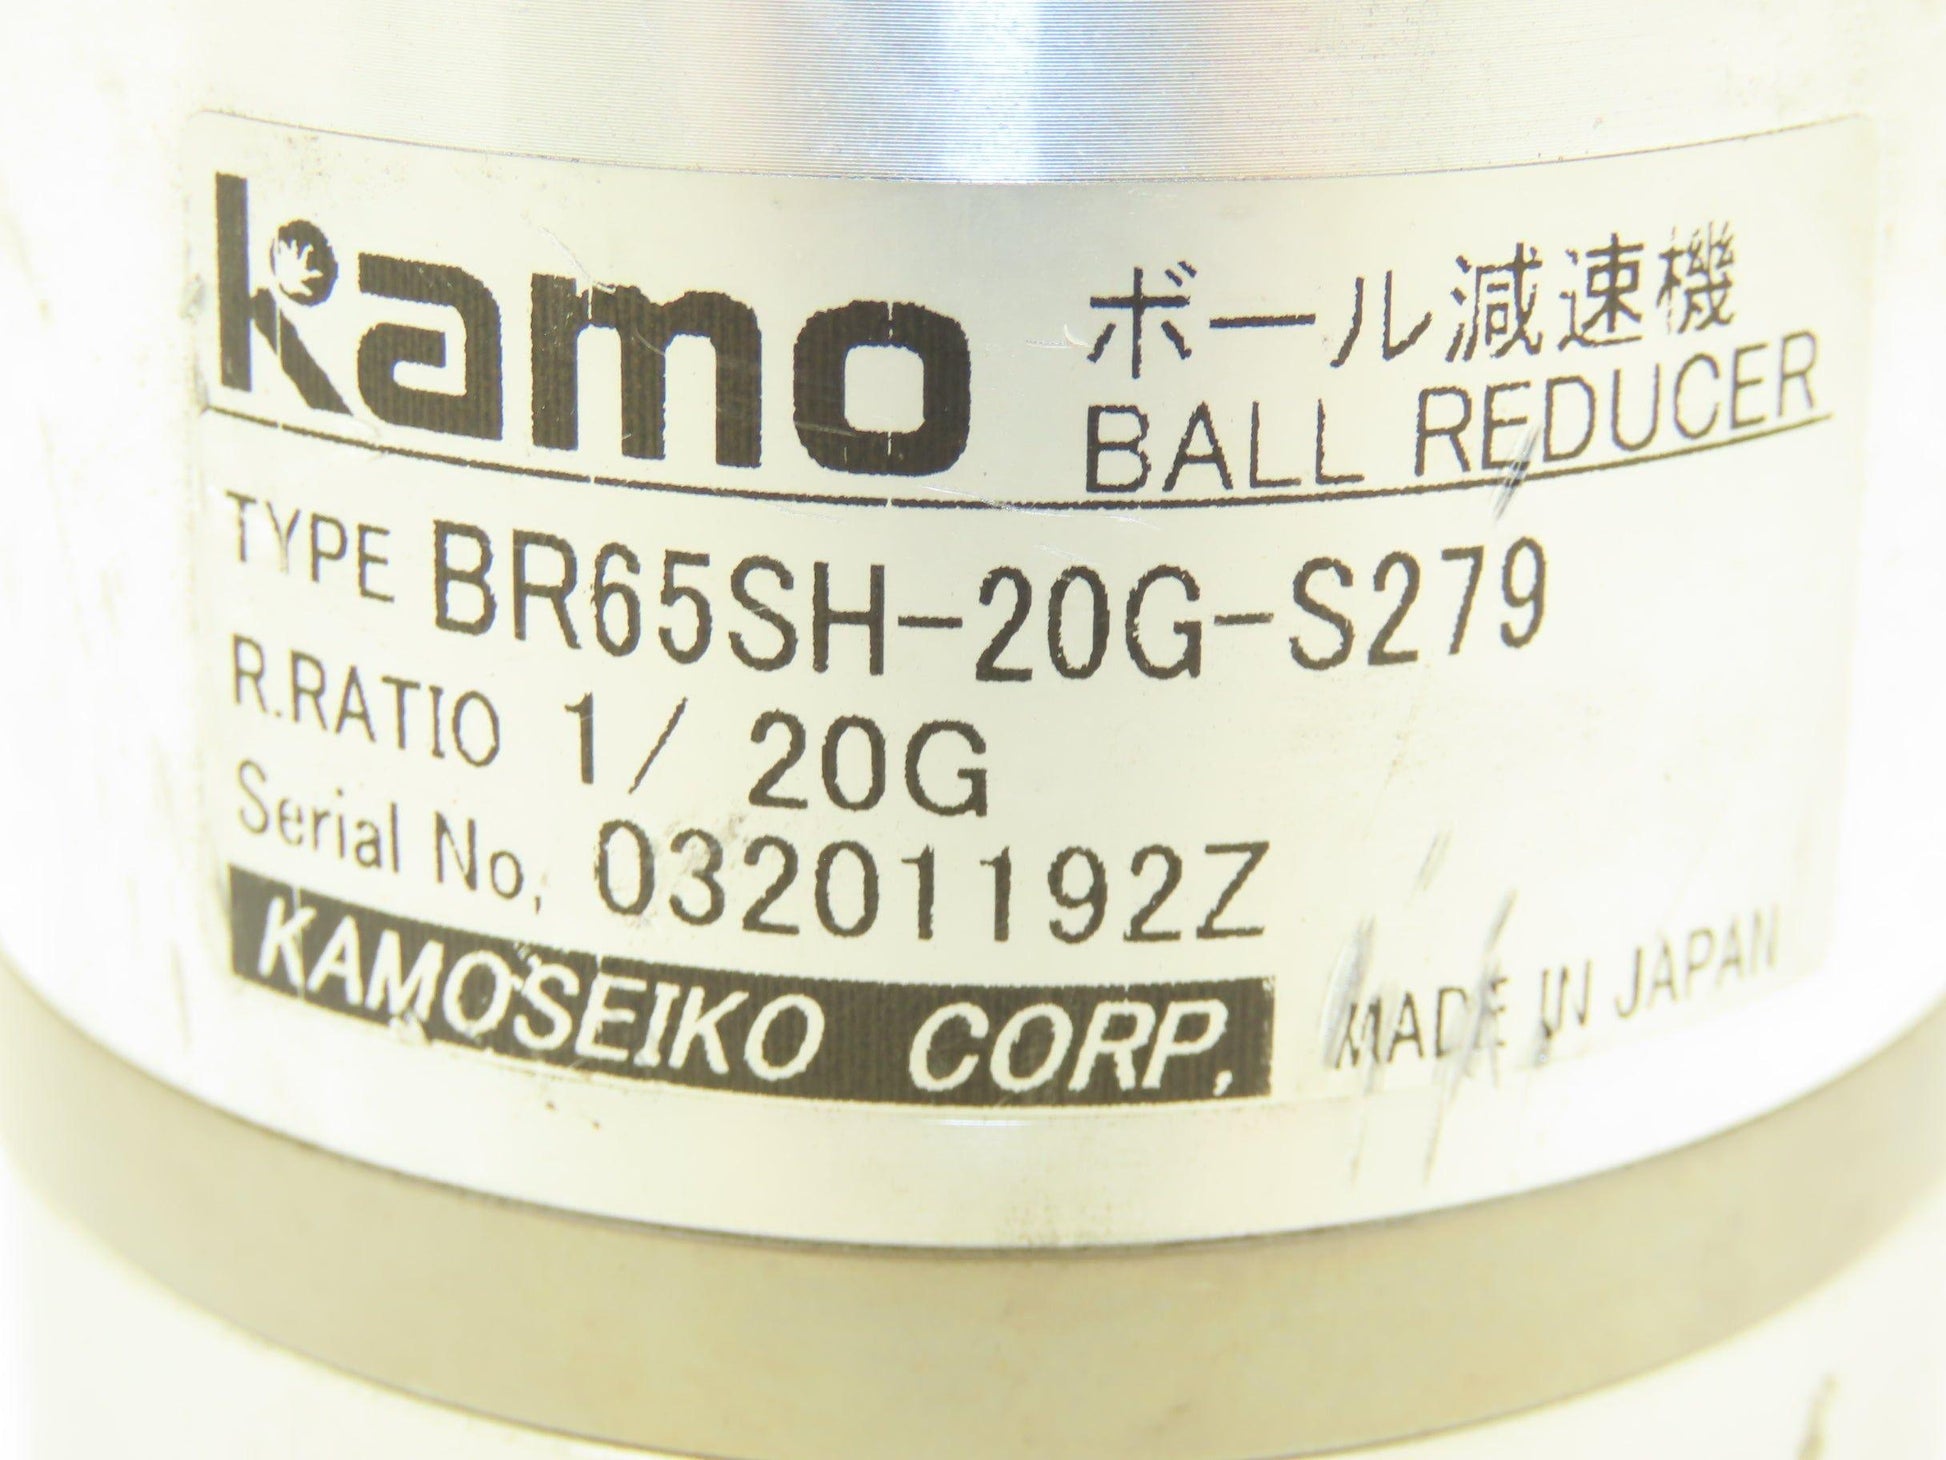 kamo
ボール減速機
BALL REDUCER
TYPE BR65SH-20G-S279
R.RATIO 1/ 20G
Serial No, 03201192Z
KAMOSEIKO CORP, MADE IN JAPAN